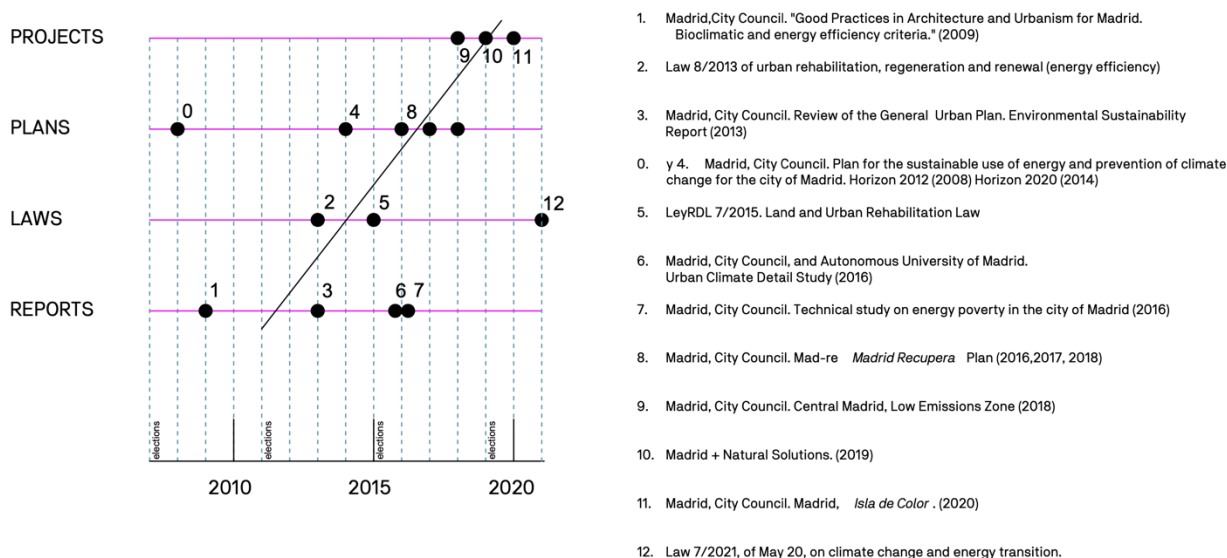 PROJECTS
9 10 11
0 4 8
PLANS
2 5 12
LAWS
1 3 6 7
REPORTS
elections elections elections elections
2010 2015 2020
1. Madrid,City Council. "Good Practices in Architecture and Urbanism for Madrid.
Bioclimatic and energy efficiency criteria." (2009)
2. Law 8/2013 of urban rehabilitation, regeneration and renewal (energy efficiency)
3. Madrid, City Council. Review of the General Urban Plan. Environmental Sustainability
Report (2013)
0. y 4. Madrid, City Council. Plan for the sustainable use of energy and prevention of climate
change for the city of Madrid. Horizon 2012 (2008) Horizon 2020 (2014)
5. LeyRDL 7/2015. Land and Urban Rehabilitation Law
6. Madrid, City Council, and Autonomous University of Madrid.
Urban Climate Detail Study (2016)
7. Madrid, City Council. Technical study on energy poverty in the city of Madrid (2016)
8. Madrid, City Council. Mad-re Madrid Recupera Plan (2016,2017, 2018)
9. Madrid, City Council. Central Madrid, Low Emissions Zone (2018)
10. Madrid + Natural Solutions. (2019)
11. Madrid, City Council. Madrid, Isla de Color . (2020)
12. Law 7/2021, of May 20, on climate change and energy transition.